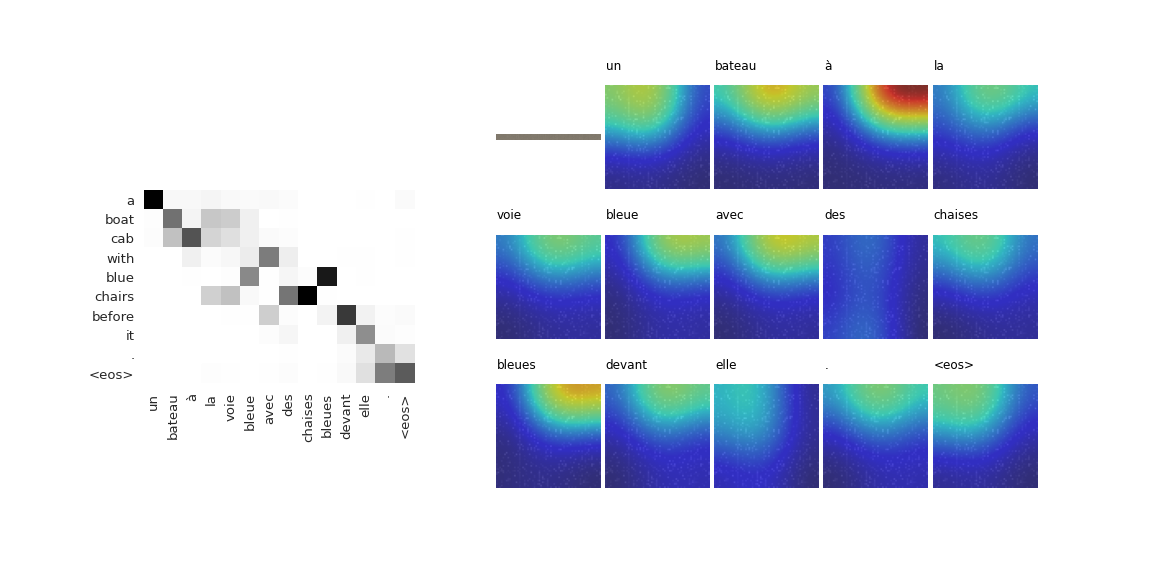 a
boat
cab
with
blue
chairs
before
it
.
<eos>
un
bateau
à
la
voie
bleue
avec
des
chaises
bleues
devant
elle
.
<eos>
un bateau à la
voie bleue avec des chaises
bleues devant elle . <eos>